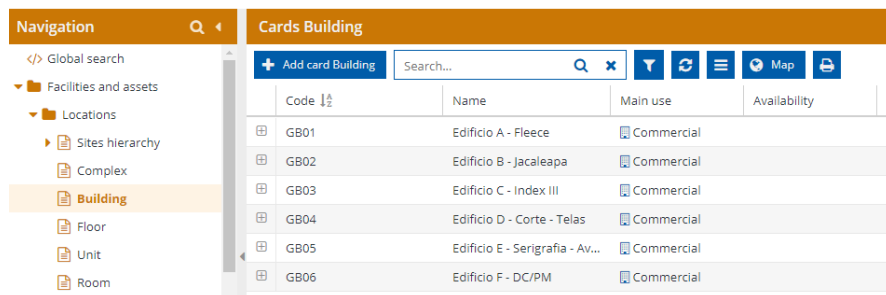 Navigation
Global search
Facilities and assets
Locations
Sites hierarchy
Complex
Building
Floor
Unit
Room
Cards Building
Add card Building Search... Map
Code Name Main use Availability
GB01 Edificio A - Fleece Commercial
GB02 Edificio B - Jacaleapa Commercial
GB03 Edificio C - Index III Commercial
GB04 Edificio D - Corte - Telas Commercial
GB05 Edificio E - Serigrafia - Av... Commercial
GB06 Edificio F - DC/PM Commercial